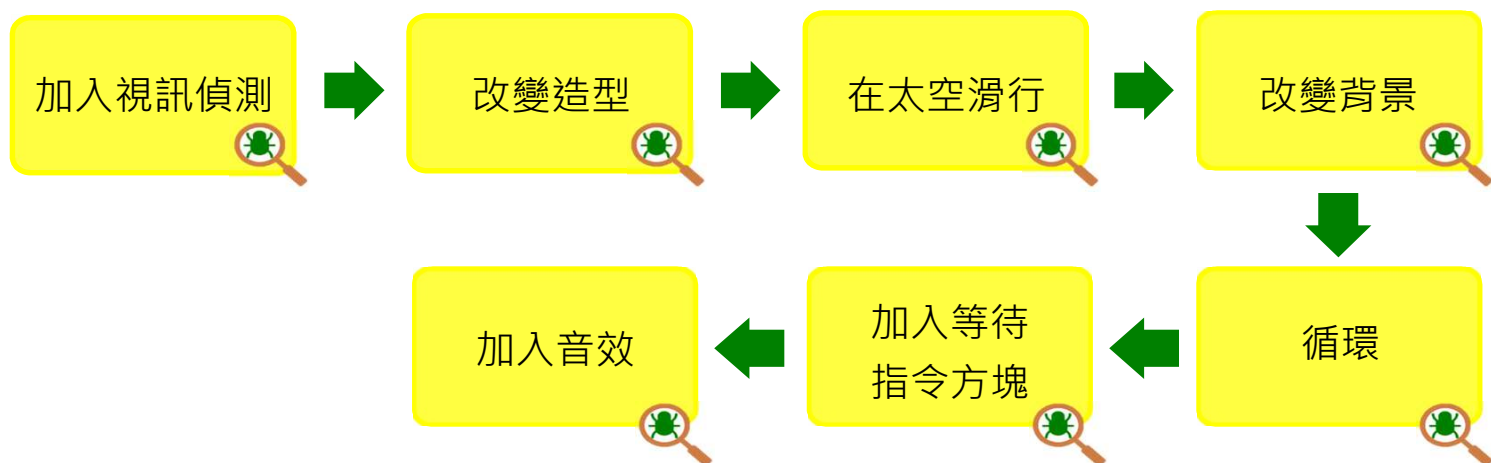 加入視訊偵測
改變造型
在太空滑行
改變背景
循環
加入等待
指令方塊
加入音效